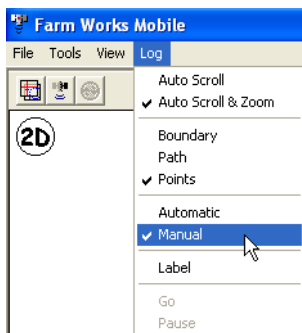 Farm Works Mobile
File Tools View Log
2D
Auto Scroll
Auto Scroll & Zoom
Boundary
Path
Points
Automatic
Manual
Label
Go
Pause